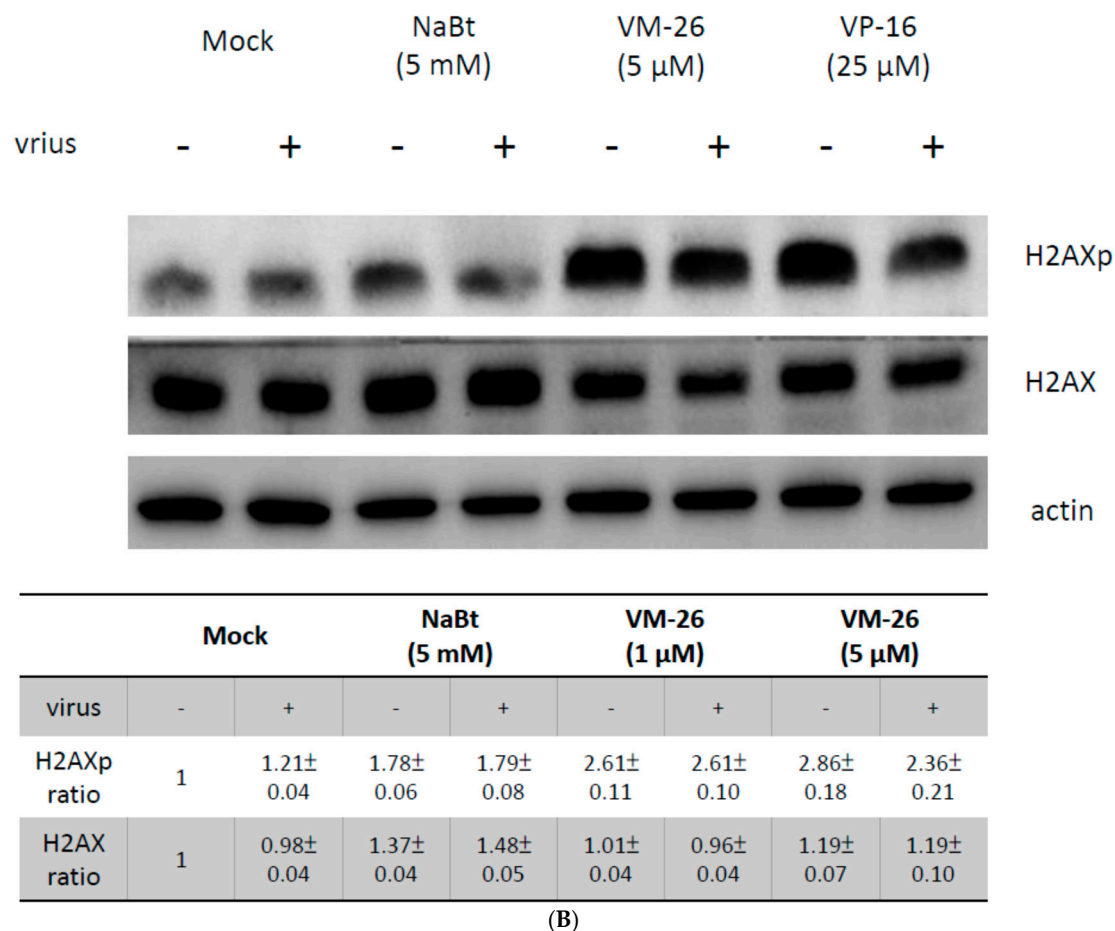 Mock NaBt VM-26 VP-16
(5 mM) (5 μM) (25 μM)
vrius - + - + - + - +
H2AXp
H2AX
actin
Mock NaBt VM-26 VM-26
(5 mM) (1 μM) (5 μM)
virus - + - + - + - +
H2AXp 1 1.21± 1.78± 1.79± 2.61± 2.61± 2.86± 2.36±
ratio 0.04 0.06 0.08 0.11 0.10 0.18 0.21
H2AX 1 0.98± 1.37± 1.48± 1.01± 0.96± 1.19± 1.19±
ratio 0.04 0.04 0.05 0.04 0.04 0.07 0.10
(B)